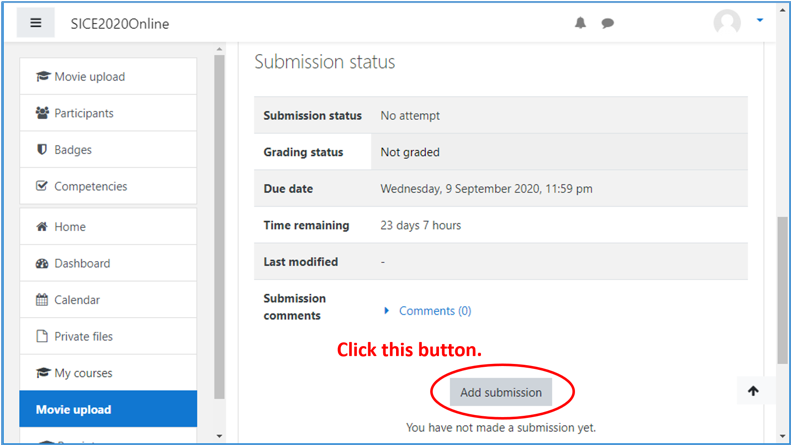 SICE2020Online
Movie upload
Participants
Badges
Competencies
Home
Dashboard
Calendar
Private files
My courses
Movie upload
Submission status
Submission status No attempt
Grading status Not graded
Due date Wednesday, 9 September 2020, 11:59 pm
Time remaining 23 days 7 hours
Last modified -
Submission
comments
Comments (0)
Click this button.
Add submission
You have not made a submission yet.